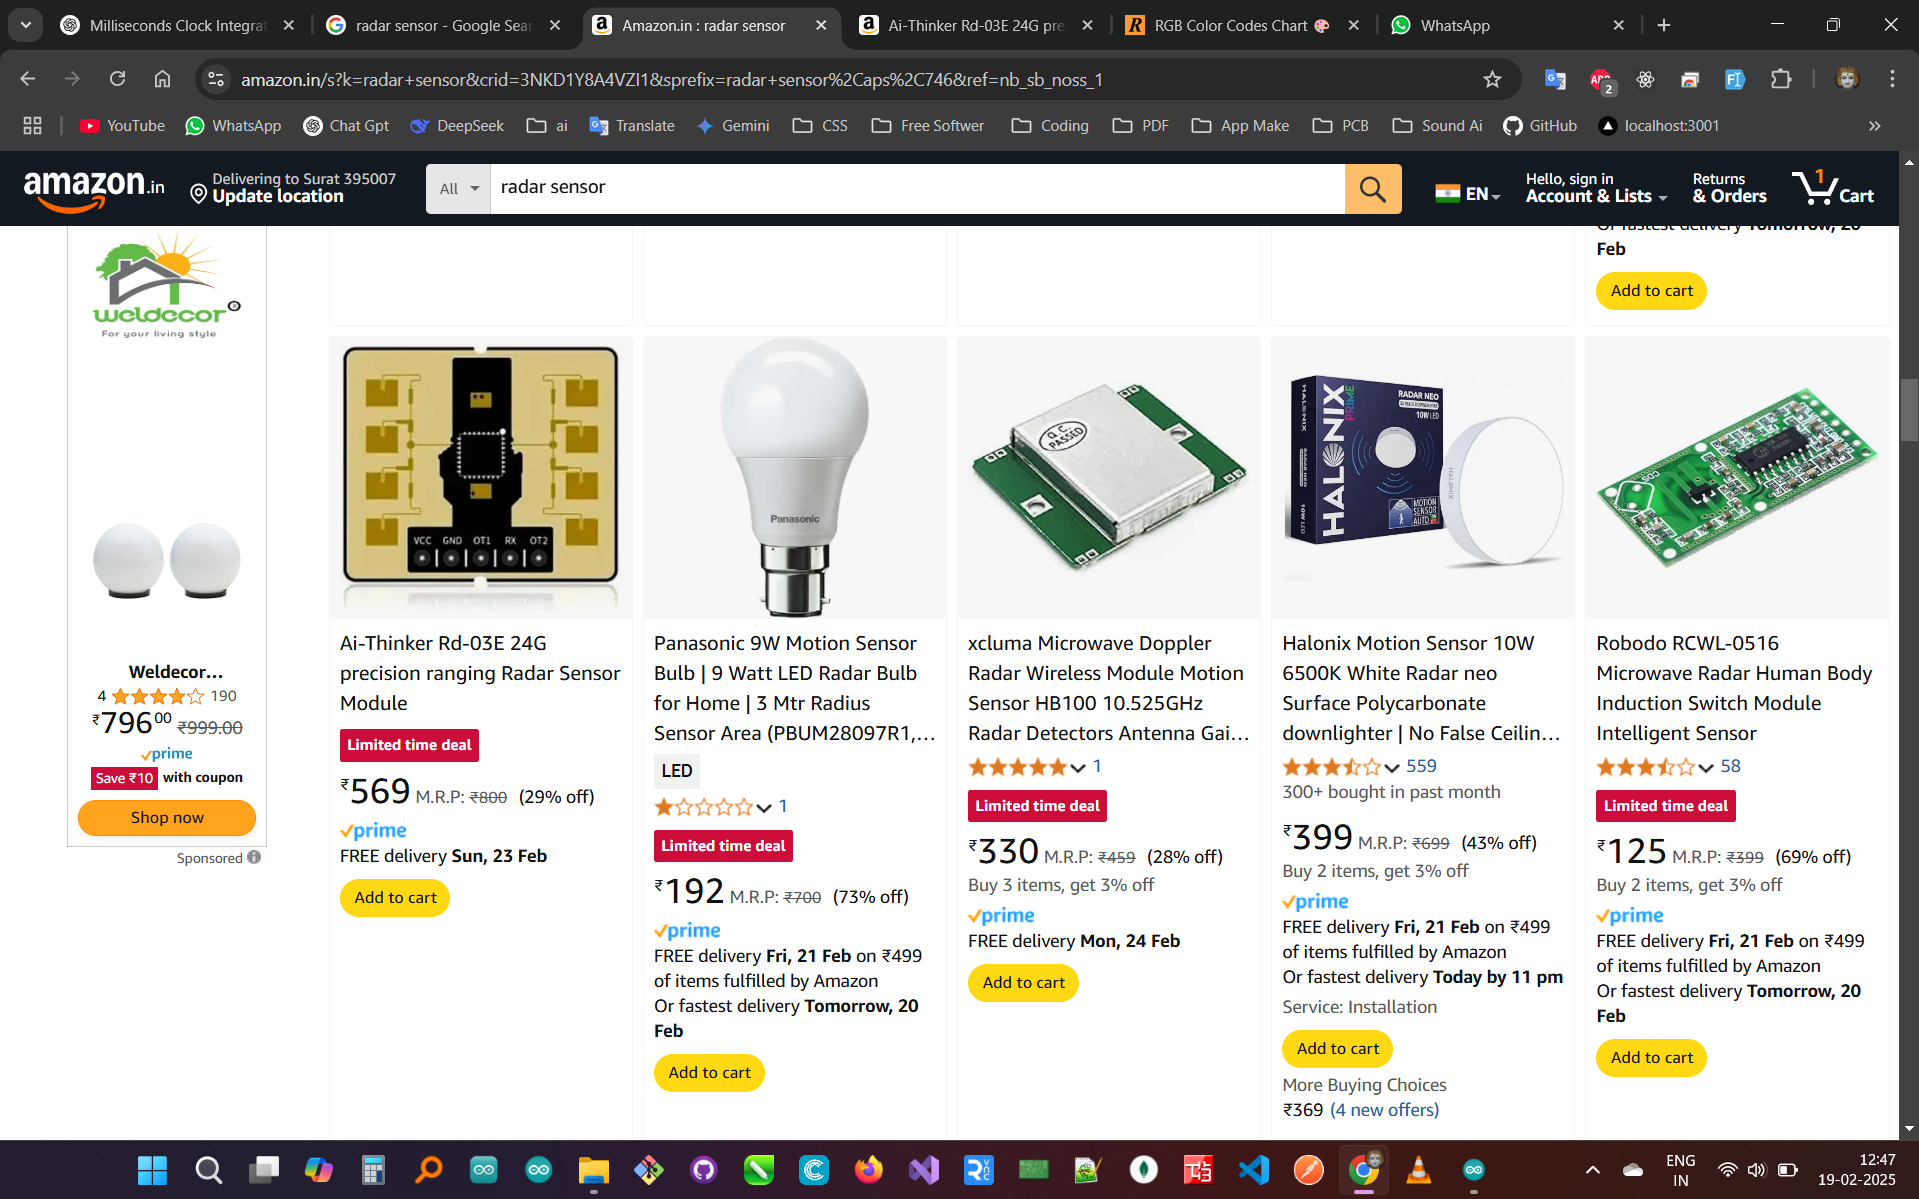 Milliseconds Clock Integrat
radar sensor - Google Sear
Amazon.in : radar sensor
Ai-Thinker Rd-03E 24G pre
RGB Color Codes Chart 🎨
WhatsApp
amazon.in/s?k=radar+sensor&crid=3NKD1Y8A4VZI1&sprefix=radar+sensor%2Caps%2C746&ref=nb_sb_noss_1
2
YouTube
WhatsApp
Chat Gpt
DeepSeek
ai
Translate
Gemini
CSS
Free Softwer
Coding
PDF
App Make
PCB
Sound Ai
GitHub
localhost:3001
amazon.in
Delivering to Surat 395007
Update location
All
radar sensor
EN
Hello, sign in
Account & Lists
Returns
& Orders
1
Cart
weldecor
For your living style
Weldecor...
4
190
₹796.00 ₹999.00
prime
Save ₹10 with coupon
Shop now
Sponsored
Or fastest delivery Tomorrow, 20
Feb
Add to cart
VCC GND OT1 RX OT2
Ai-Thinker Rd-03E 24G
precision ranging Radar Sensor
Module
Limited time deal
₹569 M.R.P: ₹800 (29% off)
prime
FREE delivery Sun, 23 Feb
Add to cart
Panasonic
Panasonic 9W Motion Sensor
Bulb | 9 Watt LED Radar Bulb
for Home | 3 Mtr Radius
Sensor Area (PBUM28097R1,...
LED
1
Limited time deal
₹192 M.R.P: ₹700 (73% off)
prime
FREE delivery Fri, 21 Feb on ₹499
of items fulfilled by Amazon
Or fastest delivery Tomorrow, 20
Feb
Add to cart
Q.C.
PASSED
xcluma Microwave Doppler
Radar Wireless Module Motion
Sensor HB100 10.525GHz
Radar Detectors Antenna Gai...
1
Limited time deal
₹330 M.R.P: ₹459 (28% off)
Buy 3 items, get 3% off
prime
FREE delivery Mon, 24 Feb
Add to cart
HALONIX
PRIME
RADAR NEO
10W LED
MOTION
SENSOR
AUTO
HALONIX
Halonix Motion Sensor 10W
6500K White Radar neo
Surface Polycarbonate
downlighter | No False Ceilin...
559
300+ bought in past month
₹399 M.R.P: ₹699 (43% off)
Buy 2 items, get 3% off
prime
FREE delivery Fri, 21 Feb on ₹499
of items fulfilled by Amazon
Or fastest delivery Today by 11 pm
Service: Installation
Add to cart
More Buying Choices
₹369 (4 new offers)
Robodo RCWL-0516
Microwave Radar Human Body
Induction Switch Module
Intelligent Sensor
58
Limited time deal
₹125 M.R.P: ₹399 (69% off)
Buy 2 items, get 3% off
prime
FREE delivery Fri, 21 Feb on ₹499
of items fulfilled by Amazon
Or fastest delivery Tomorrow, 20
Feb
Add to cart
ENG
IN
12:47
19-02-2025